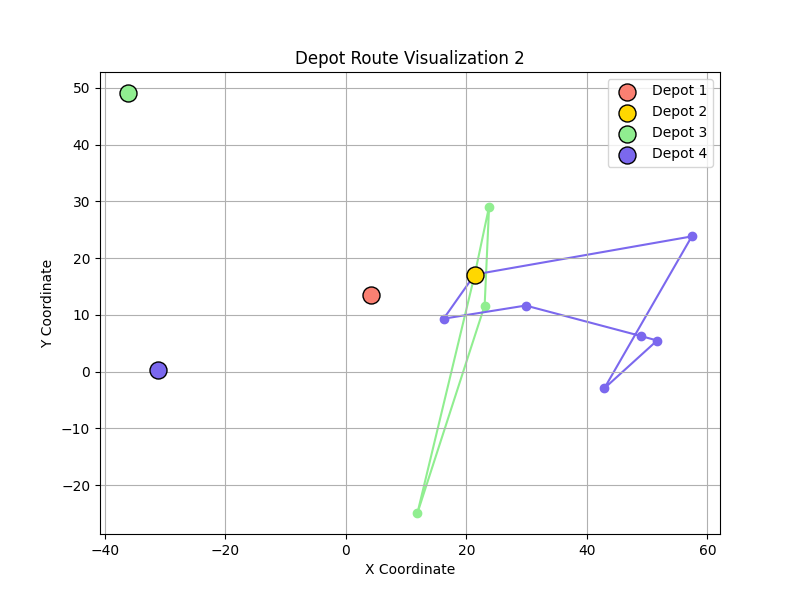 Depot Route Visualization 2
Depot 1
Depot 2
Depot 3
Depot 4
50
40
30
20
10
0
−10
−20
Y Coordinate
−40
−20
0
20
40
60
X Coordinate